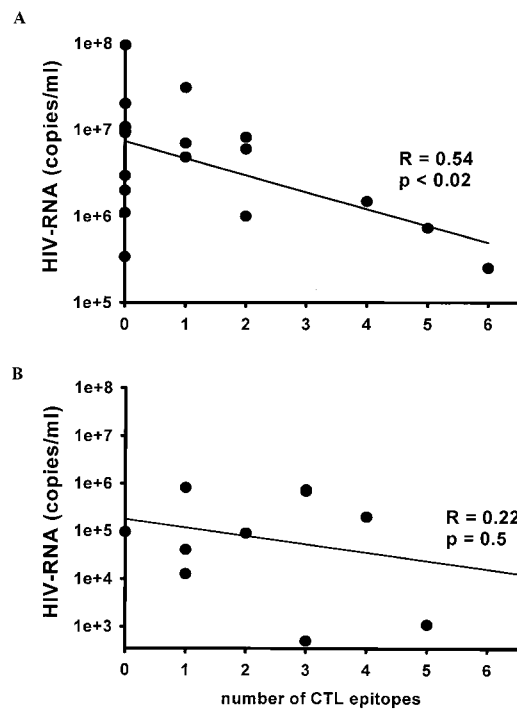 A
1e+8
1e+7
1e+6
1e+5
HIV-RNA (copies/ml)
R = 0.54
p < 0.02
0 1 2 3 4 5 6
B
1e+8
1e+7
1e+6
1e+5
1e+4
1e+3
HIV-RNA (copies/ml)
R = 0.22
p = 0.5
0 1 2 3 4 5 6
number of CTL epitopes